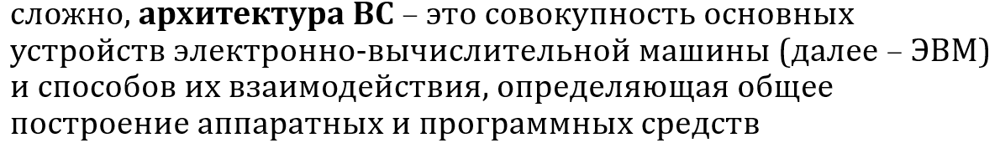 сложно, архитектура ВС – это совокупность основных
устройств электронно-вычислительной машины (далее – ЭВМ)
и способов их взаимодействия, определяющая общее
построение аппаратных и программных средств